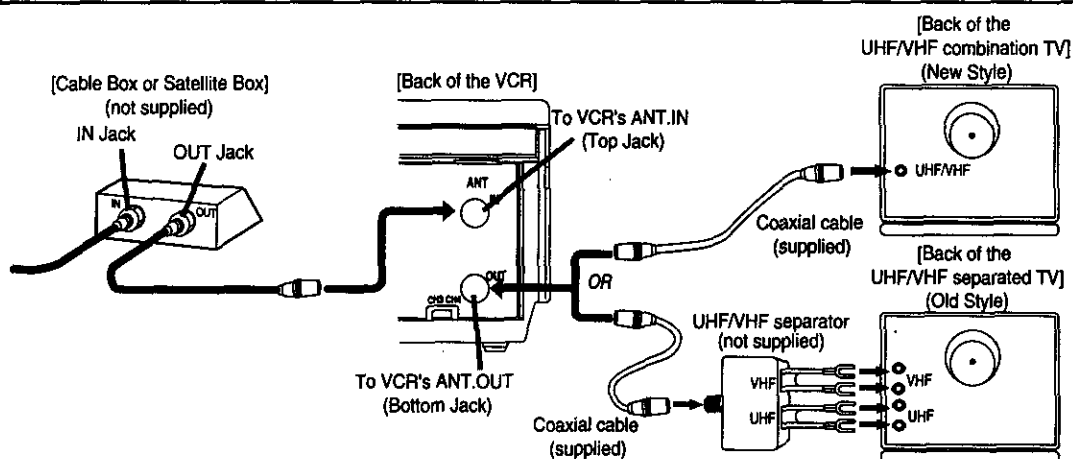 [Cable Box or Satellite Box]
(not supplied)
IN Jack
OUT Jack
IN
OUT
[Back of the VCR]
To VCR's ANT.IN
(Top Jack)
ANT
IN
OUT
CH3 CH4
To VCR's ANT.OUT
(Bottom Jack)
OR
Coaxial cable
(supplied)
[Back of the
UHF/VHF combination TV]
(New Style)
UHF/VHF
UHF/VHF separator
(not supplied)
VHF
UHF
Coaxial cable
(supplied)
[Back of the
UHF/VHF separated TV]
(Old Style)
VHF
UHF